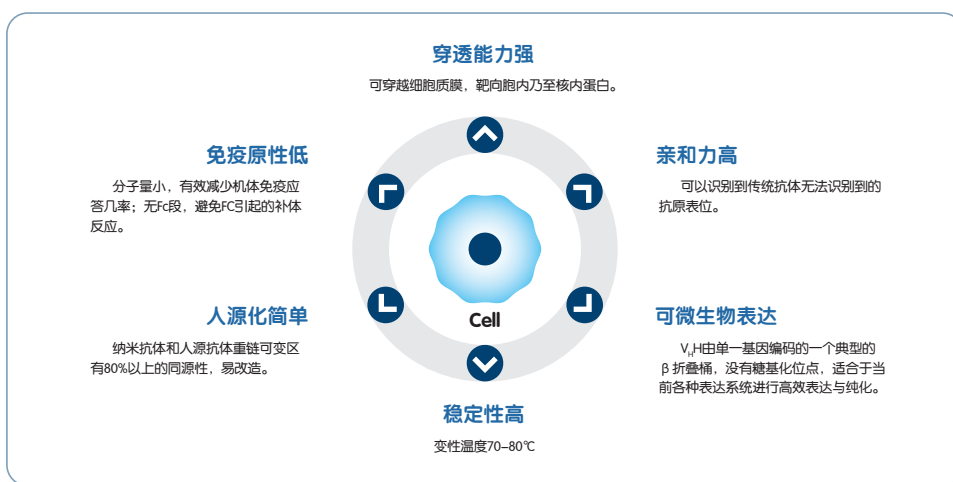 穿透能力强
可穿越细胞质膜，靶向胞内乃至核内蛋白。
免疫原性低
分子量小，有效减少机体免疫应
答几率；无Fc段，避免FC引起的补体
反应。
亲和力高
可以识别到传统抗体无法识别到的
抗原表位。
人源化简单
纳米抗体和人源抗体重链可变区
有80%以上的同源性，易改造。
Cell
可微生物表达
VHH由单一基因编码的一个典型的
β 折叠桶，没有糖基化位点，适合于当
前各种表达系统进行高效表达与纯化。
稳定性高
变性温度70-80℃